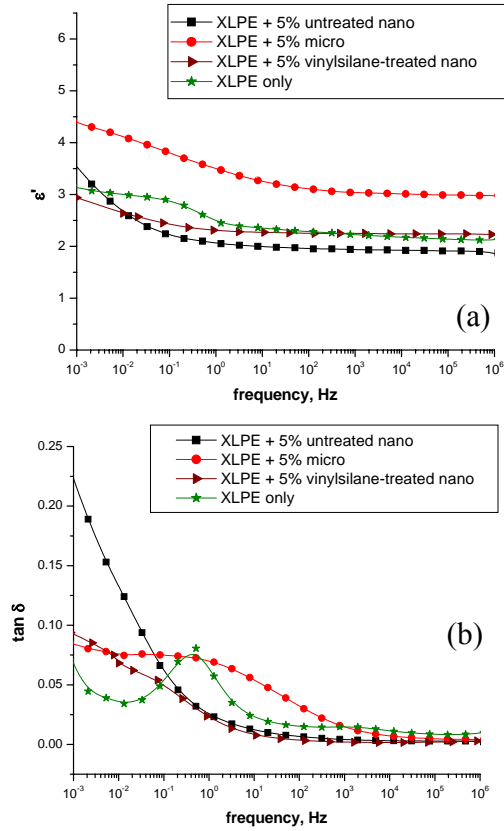 XLPE + 5% untreated nano
XLPE + 5% micro
XLPE + 5% vinylsilane-treated nano
XLPE only
6
5
4
3
2
1
0
ε'
(a)
10⁻³ 10⁻² 10⁻¹ 10⁰ 10¹ 10² 10³ 10⁴ 10⁵ 10⁶
frequency, Hz
XLPE + 5% untreated nano
XLPE + 5% micro
XLPE + 5% vinylsilane-treated nano
XLPE only
0.25
0.20
0.15
0.10
0.05
0.00
tan δ
(b)
10⁻³ 10⁻² 10⁻¹ 10⁰ 10¹ 10² 10³ 10⁴ 10⁵ 10⁶
frequency, Hz